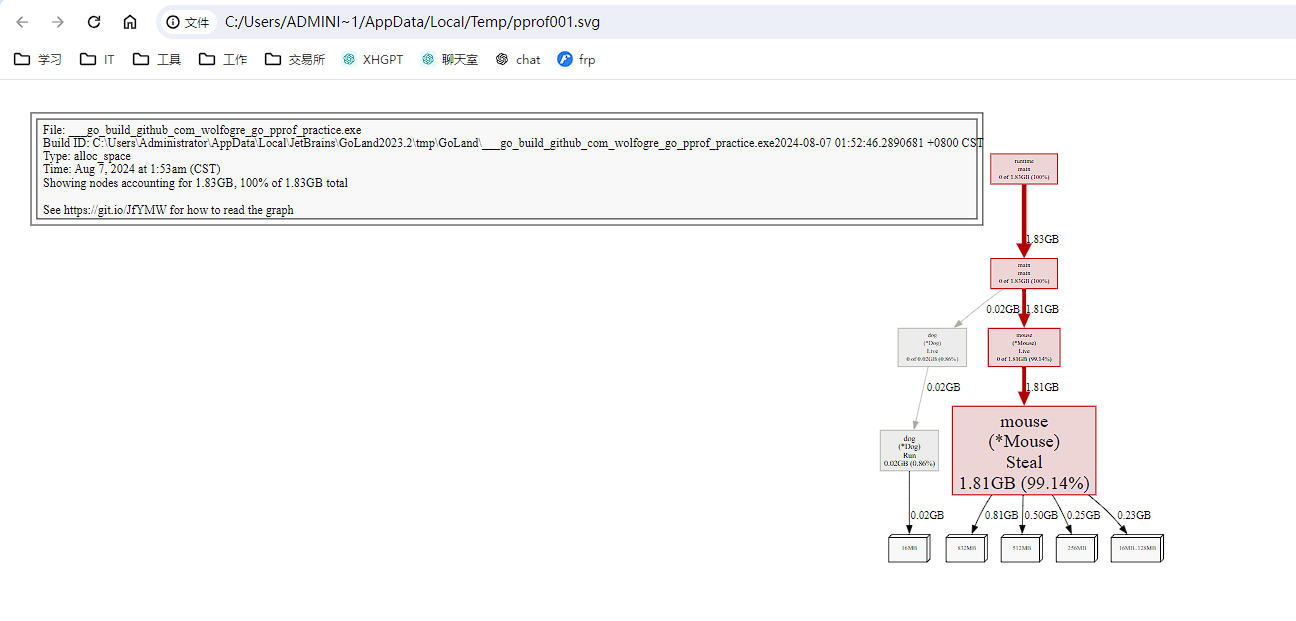 文件 C:/Users/ADMINI~1/AppData/Local/Temp/pprof001.svg
学习 IT 工具 工作 交易所 XHGPT 聊天室 chat frp
File: ___go_build_github_com_wolfogre_go_pprof_practice.exe
Build ID: C:\Users\Administrator\AppData\Local\JetBrains\GoLand2023.2\tmp\GoLand\___go_build_github_com_wolfogre_go_pprof_practice.exe2024-08-07 01:52:46.2890681 +0800 CST
Type: alloc_space
Time: Aug 7, 2024 at 1:53am (CST)
Showing nodes accounting for 1.83GB, 100% of 1.83GB total
See https://git.io/JfYMW for how to read the graph
runtime
main
0 of 1.83GB (100%)
1.83GB
main
main
0 of 1.83GB (100%)
0.02GB 1.81GB
dog
(*Dog)
Live
0 of 0.02GB (0.86%)
mouse
(*Mouse)
Live
0 of 1.81GB (99.14%)
0.02GB 1.81GB
dog
(*Dog)
Run
0.02GB (0.86%)
mouse
(*Mouse)
Steal
1.81GB (99.14%)
0.02GB 0.81GB 0.50GB 0.25GB 0.23GB
16MB 832MB 512MB 256MB 16MB..128MB